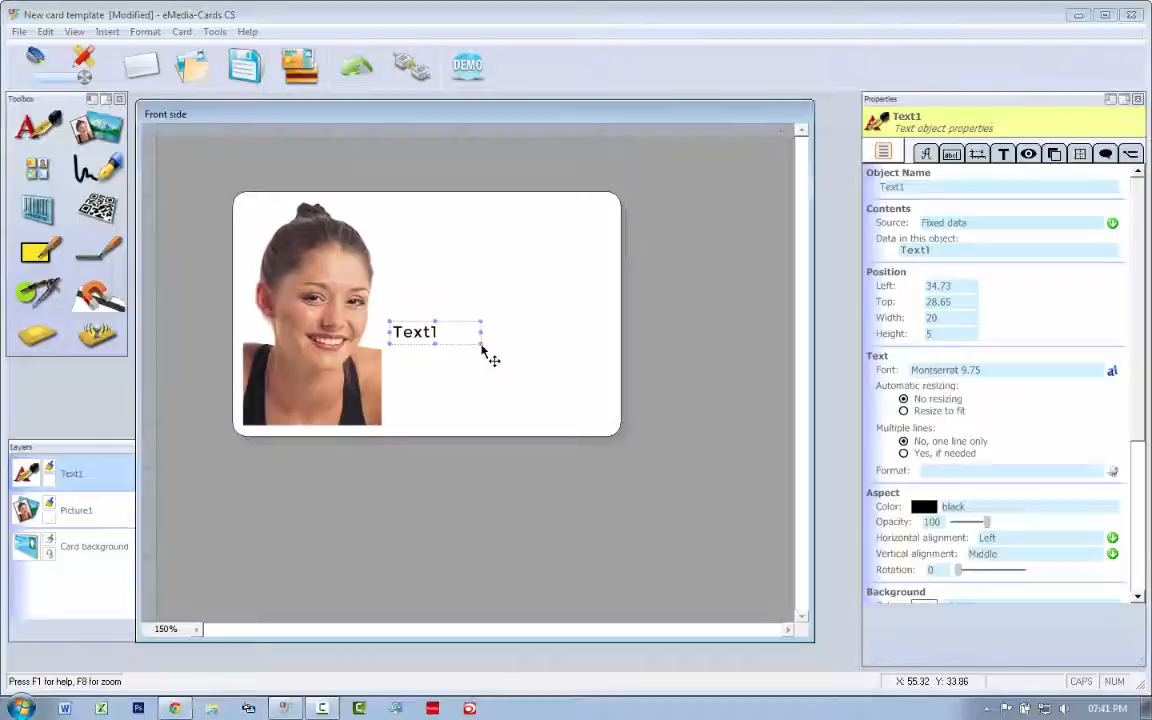 New card template [Modified] - eMedia-Cards CS
File Edit View Insert Format Card Tools Help
DEMO
Toolbox
Front side
Text1
Layers
Text1
Picture1
Card background
150%
Properties
Text1
Text object properties
Object Name
Text1
Contents
Source: Fixed data
Data in this object:
Text1
Position
Left: 34.73
Top: 28.65
Width: 20
Height: 5
Text
Font: Montserrat 9.75
Automatic resizing:
No resizing
Resize to fit
Multiple lines:
No, one line only
Yes, if needed
Format:
Aspect
Color: black
Opacity: 100
Horizontal alignment: Left
Vertical alignment: Middle
Rotation: 0
Background
Press F1 for help, F8 for zoom
X: 55.32 Y: 33.86
CAPS NUM
07:41 PM